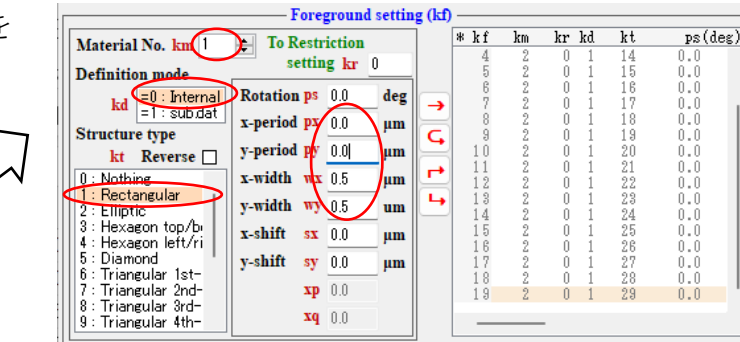 を
Foreground setting (kf)
Material No. km 1
To Restriction
setting kr 0
Definition mode
kd =0 : Internal
=1 : sub.dat
Structure type
kt Reverse
0 : Nothing
1 : Rectangular
2 : Elliptic
3 : Hexagon top/b
4 : Hexagon left/ri
5 : Diamond
6 : Triangular 1st-
7 : Triangular 2nd-
8 : Triangular 3rd-
9 : Triangular 4th-
Rotation ps 0.0 deg
x-period px 0.0 μm
y-period py 0.0 μm
x-width wx 0.5 μm
y-width wy 0.5 um
x-shift sx 0.0 μm
y-shift sy 0.0 μm
xp 0.0
xq 0.0
* kf km kr kd kt ps(deg)
4 2 0 1 14 0.0
5 2 0 1 15 0.0
6 2 0 1 16 0.0
7 2 0 1 17 0.0
8 2 0 1 18 0.0
9 2 0 1 19 0.0
10 2 0 1 20 0.0
11 2 0 1 21 0.0
12 2 0 1 22 0.0
13 2 0 1 23 0.0
14 2 0 1 24 0.0
15 2 0 1 25 0.0
16 2 0 1 26 0.0
17 2 0 1 27 0.0
18 2 0 1 28 0.0
19 2 0 1 29 0.0